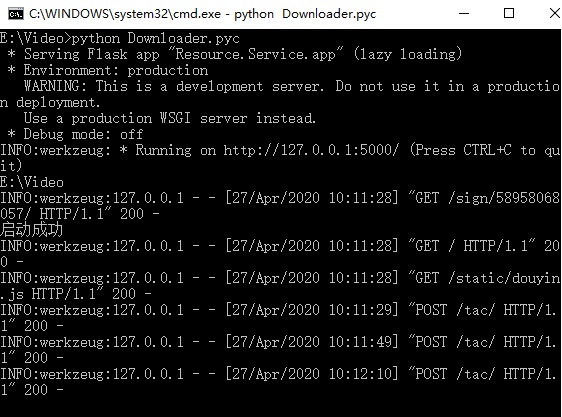 C:\WINDOWS\system32\cmd.exe - python  Downloader.pyc
E:\Video>python Downloader.pyc
 * Serving Flask app "Resource.Service.app" (lazy loading)
 * Environment: production
   WARNING: This is a development server. Do not use it in a productio
n deployment.
   Use a production WSGI server instead.
 * Debug mode: off
INFO:werkzeug: * Running on http://127.0.0.1:5000/ (Press CTRL+C to qu
it)
E:\Video
INFO:werkzeug:127.0.0.1 - - [27/Apr/2020 10:11:28] "GET /sign/58958068
057/ HTTP/1.1" 200 -
启动成功
INFO:werkzeug:127.0.0.1 - - [27/Apr/2020 10:11:28] "GET / HTTP/1.1" 20
0 -
INFO:werkzeug:127.0.0.1 - - [27/Apr/2020 10:11:28] "GET /static/douyin
.js HTTP/1.1" 200 -
INFO:werkzeug:127.0.0.1 - - [27/Apr/2020 10:11:29] "POST /tac/ HTTP/1.
1" 200 -
INFO:werkzeug:127.0.0.1 - - [27/Apr/2020 10:11:49] "POST /tac/ HTTP/1.
1" 200 -
INFO:werkzeug:127.0.0.1 - - [27/Apr/2020 10:12:10] "POST /tac/ HTTP/1.
1" 200 -